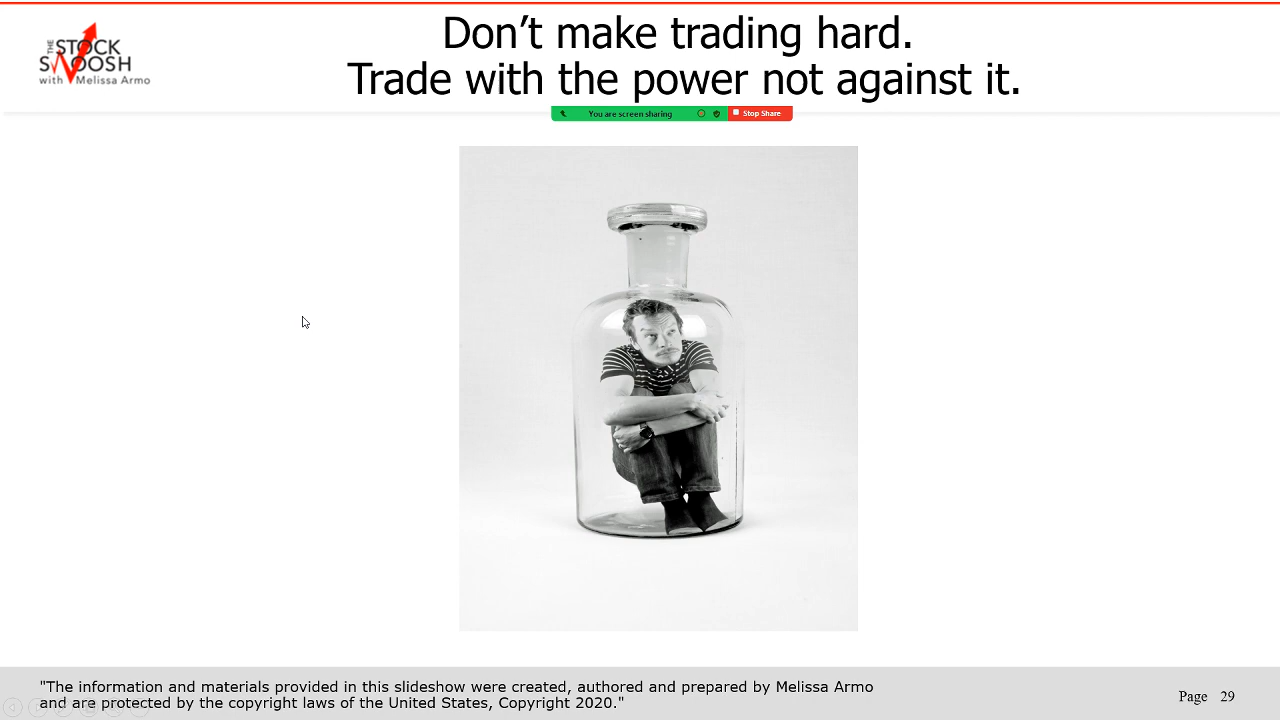 THE
STOCK
SWOOSH
with Melissa Armo
Don’t make trading hard.
Trade with the power not against it.
You are screen sharing
Stop Share
"The information and materials provided in this slideshow were created, authored and prepared by Melissa Armo
and are protected by the copyright laws of the United States, Copyright 2020."
Page 29